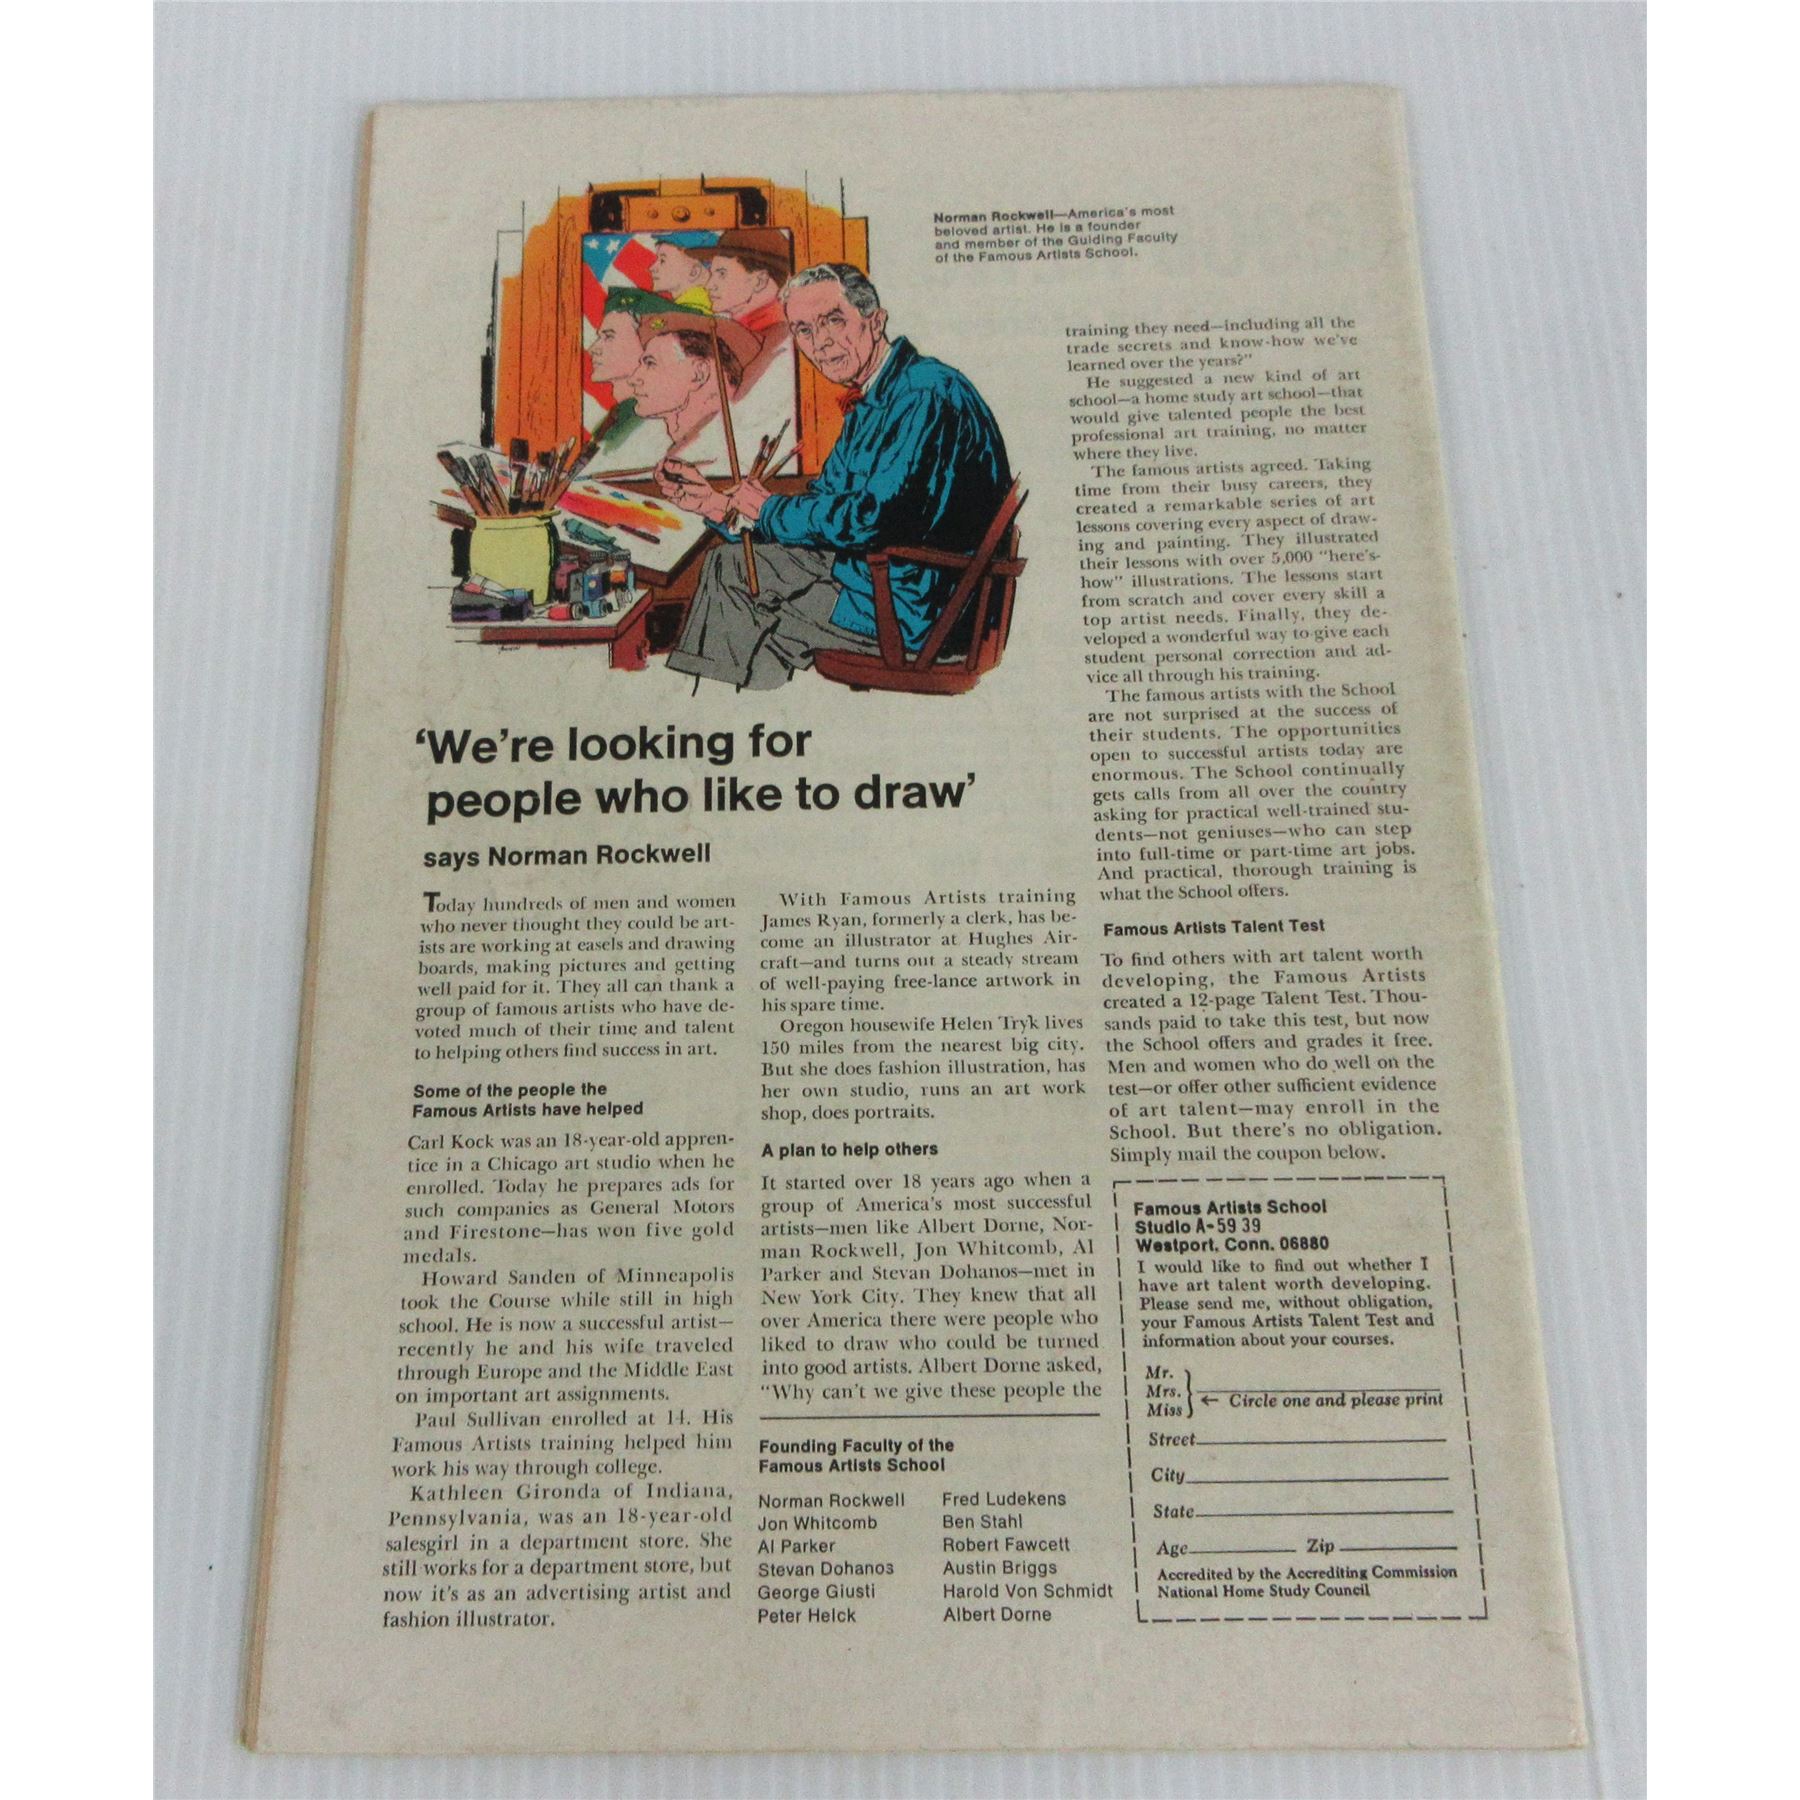 Norman Rockwell—America's most
beloved artist. He is a founder
and member of the Guiding Faculty
of the Famous Artists School.
'We're looking for
people who like to draw'
says Norman Rockwell
Today hundreds of men and women
who never thought they could be art-
ists are working at easels and drawing
boards, making pictures and getting
well paid for it. They all can thank a
group of famous artists who have de-
voted much of their time and talent
to helping others find success in art.
Some of the people the
Famous Artists have helped
Carl Kock was an 18-year-old appren-
tice in a Chicago art studio when he
enrolled. Today he prepares ads for
such companies as General Motors
and Firestone—has won five gold
medals.
Howard Sanden of Minneapolis
took the Course while still in high
school. He is now a successful artist—
recently he and his wife traveled
through Europe and the Middle East
on important art assignments.
Paul Sullivan enrolled at 14. His
Famous Artists training helped him
work his way through college.
Kathleen Gironda of Indiana,
Pennsylvania, was an 18-year-old
salesgirl in a department store. She
still works for a department store, but
now it's as an advertising artist and
fashion illustrator.
With Famous Artists training
James Ryan, formerly a clerk, has be-
come an illustrator at Hughes Air-
craft—and turns out a steady stream
of well-paying free-lance artwork in
his spare time.
Oregon housewife Helen Tryk lives
150 miles from the nearest big city.
But she does fashion illustration, has
her own studio, runs an art work
shop, does portraits.
A plan to help others
It started over 18 years ago when a
group of America's most successful
artists—men like Albert Dorne, Nor-
man Rockwell, Jon Whitcomb, Al
Parker and Stevan Dohanos—met in
New York City. They knew that all
over America there were people who
liked to draw who could be turned
into good artists. Albert Dorne asked,
"Why can't we give these people the
training they need—including all the
trade secrets and know-how we've
learned over the years?"
He suggested a new kind of art
school—a home study art school—that
would give talented people the best
professional art training, no matter
where they live.
The famous artists agreed. Taking
time from their busy careers, they
created a remarkable series of art
lessons covering every aspect of draw-
ing and painting. They illustrated
their lessons with over 5,000 "here's-
how" illustrations. The lessons start
from scratch and cover every skill a
top artist needs. Finally, they de-
veloped a wonderful way to give each
student personal correction and ad-
vice all through his training.
The famous artists with the School
are not surprised at the success of
their students. The opportunities
open to successful artists today are
enormous. The School continually
gets calls from all over the country
asking for practical well-trained stu-
dents—not geniuses—who can step
into full-time or part-time art jobs.
And practical, thorough training is
what the School offers.
Famous Artists Talent Test
To find others with art talent worth
developing, the Famous Artists
created a 12-page Talent Test. Thou-
sands paid to take this test, but now
the School offers and grades it free.
Men and women who do well on the
test—or offer other sufficient evidence
of art talent—may enroll in the
School. But there's no obligation.
Simply mail the coupon below.
Founding Faculty of the
Famous Artists School
Norman Rockwell
Jon Whitcomb
Al Parker
Stevan Dohanos
George Giusti
Peter Helck
Fred Ludekens
Ben Stahl
Robert Fawcett
Austin Briggs
Harold Von Schmidt
Albert Dorne
Famous Artists School
Studio A-59 39
Westport, Conn. 06880
I would like to find out whether I
have art talent worth developing.
Please send me, without obligation,
your Famous Artists Talent Test and
information about your courses.
Mr.
Mrs.
Miss
← Circle one and please print
Street
City
State
Age Zip
Accredited by the Accrediting Commission
National Home Study Council